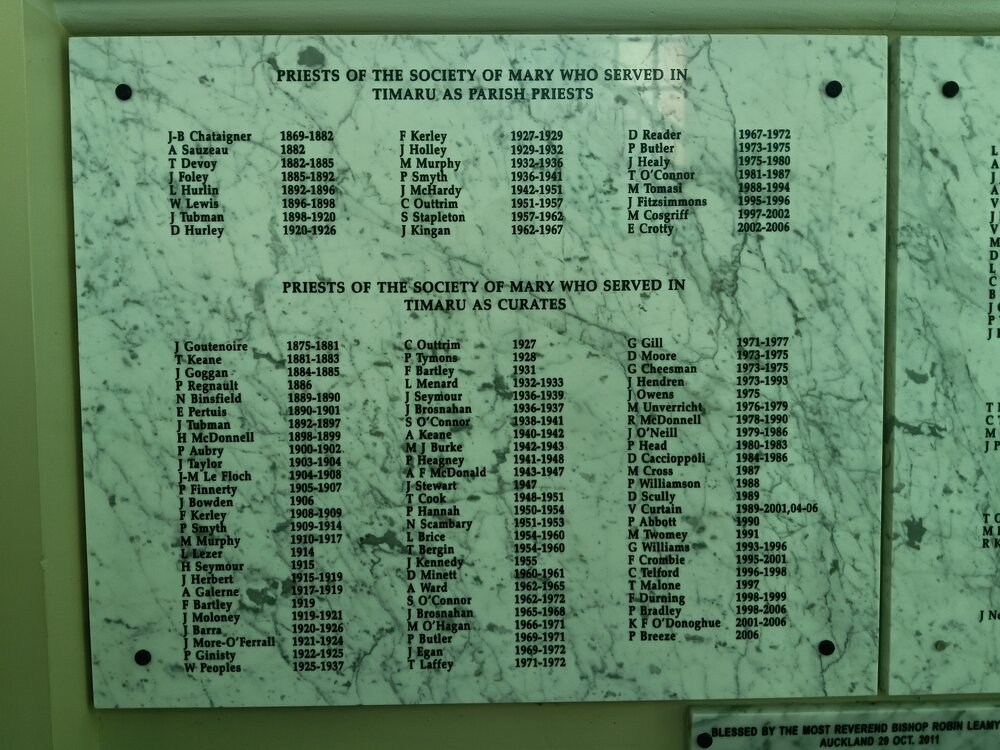 PRIESTS OF THE SOCIETY OF MARY WHO SERVED IN
TIMARU AS PARISH PRIESTS
J-B Chataigner 1869-1882
A Sauzeau 1882
T Devoy 1882-1885
J Foley 1885-1892
L Hurlin 1892-1896
W Lewis 1896-1898
J Tubman 1898-1920
D Hurley 1920-1926
F Kerley 1927-1929
J Holley 1929-1932
M Murphy 1932-1936
P Smyth 1936-1941
J McHardy 1942-1951
C Outtrim 1951-1957
S Stapleton 1957-1962
J Kingan 1962-1967
D Reader 1967-1972
P Butler 1973-1975
J Healy 1975-1980
T O'Connor 1981-1987
M Tomasi 1988-1994
J Fitzsimmons 1995-1996
M Cosgriff 1997-2002
E Crotty 2002-2006
PRIESTS OF THE SOCIETY OF MARY WHO SERVED IN
TIMARU AS CURATES
J Goutenoire 1875-1881
T Keane 1881-1883
J Goggan 1884-1885
P Regnault 1886
N Binsfield 1889-1890
E Pertuis 1890-1901
J Tubman 1892-1897
H McDonnell 1898-1899
P Aubry 1900-1902
J Taylor 1903-1904
J-M Le Floch 1904-1908
P Finnerty 1905-1907
J Bowden 1906
F Kerley 1908-1909
P Smyth 1909-1914
M Murphy 1910-1917
L Lezer 1914
H Seymour 1915
J Herbert 1915-1919
A Galerne 1917-1919
F Bartley 1919
J Moloney 1919-1921
J Barra 1920-1926
J More-O'Ferrall 1921-1924
P Ginisty 1922-1925
W Peoples 1925-1937
C Outtrim 1927
P Tymons 1928
F Bartley 1931
L Menard 1932-1933
J Seymour 1936-1939
J Brosnahan 1936-1937
S O'Connor 1938-1941
A Keane 1940-1942
M J Burke 1942-1943
P Heagney 1941-1948
A F McDonald 1943-1947
J Stewart 1947
T Cook 1948-1951
P Hannah 1950-1954
N Scambary 1951-1953
L Brice 1954-1960
T Bergin 1954-1960
J Kennedy 1955
D Minett 1960-1961
A Ward 1962-1965
S O'Connor 1962-1972
J Brosnahan 1965-1968
M O'Hagan 1966-1971
P Butler 1969-1971
J Egan 1969-1972
T Laffey 1971-1972
G Gill 1971-1977
D Moore 1973-1975
G Cheesman 1973-1975
J Hendren 1973-1993
J Owens 1975
M Unverricht 1976-1979
R McDonnell 1978-1990
J O'Neill 1979-1986
P Head 1980-1983
D Caccioppoli 1984-1986
M Cross 1987
P Williamson 1988
D Scully 1989
V Curtain 1989-2001,04-06
P Abbott 1990
M Twomey 1991
G Williams 1993-1996
F Crombie 1995-2001
C Telford 1996-1998
T Malone 1997
F Durning 1998-1999
P Bradley 1998-2006
K F O'Donoghue 2001-2006
P Breeze 2006
BLESSED BY THE MOST REVEREND BISHOP ROBIN LEAMY
AUCKLAND 29 OCT. 2011